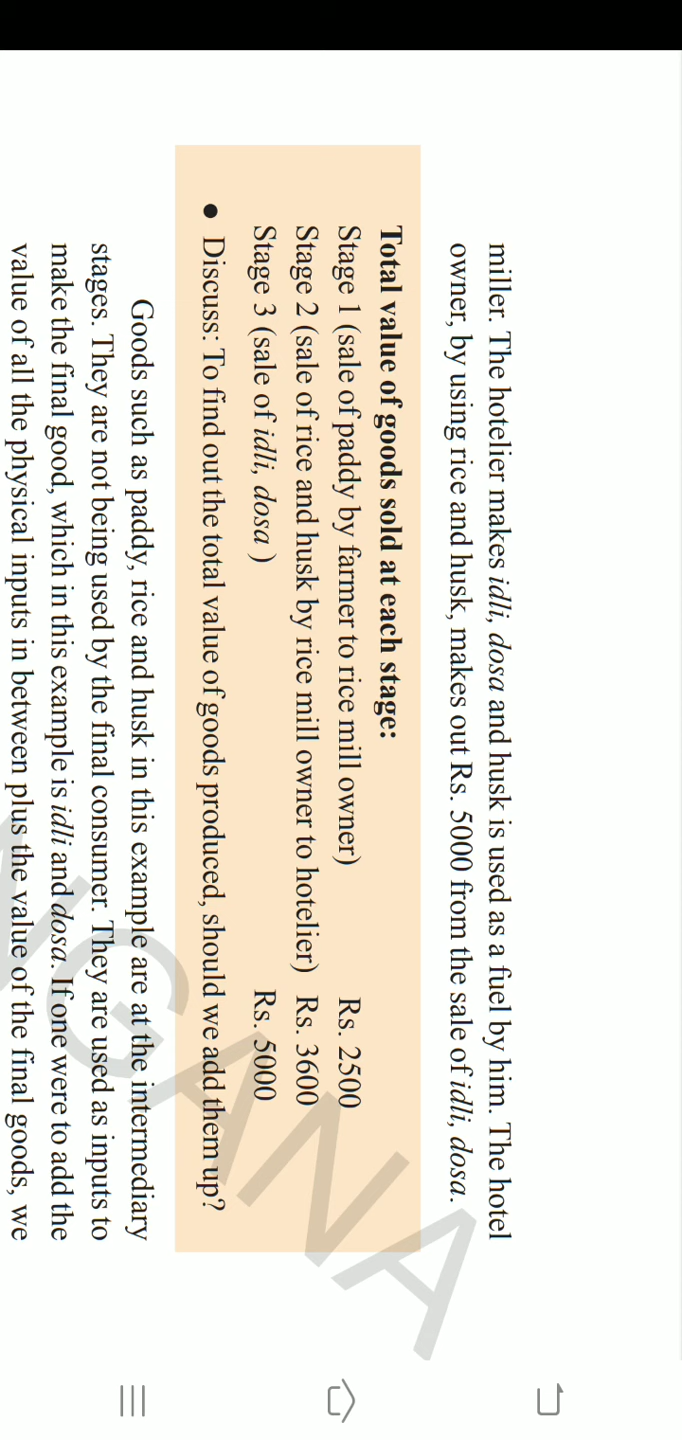 miller. The hotelier makes idli, dosa and husk is used as a fuel by him. The hotel
owner, by using rice and husk, makes out Rs. 5000 from the sale of idli, dosa.
Total value of goods sold at each stage:
Stage 1 (sale of paddy by farmer to rice mill owner) Rs. 2500
Stage 2 (sale of rice and husk by rice mill owner to hotelier) Rs. 3600
Stage 3 (sale of idli, dosa ) Rs. 5000
● Discuss: To find out the total value of goods produced, should we add them up?
Goods such as paddy, rice and husk in this example are at the intermediary
stages. They are not being used by the final consumer. They are used as inputs to
make the final good, which in this example is idli and dosa. If one were to add the
value of all the physical inputs in between plus the value of the final goods, we
NGANA